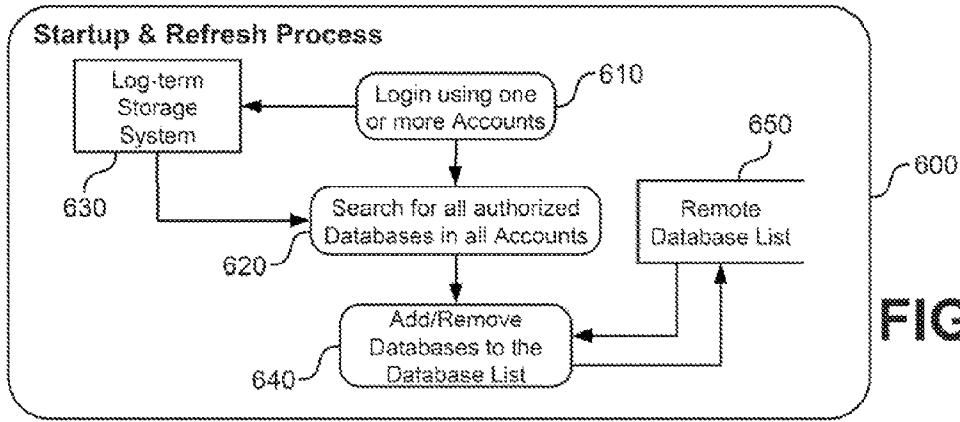 Startup & Refresh Process
Log-term
Storage
System
630
Login using one
or more Accounts
610
650
600
Search for all authorized
Databases in all Accounts
620
Remote
Database List
Add/Remove
Databases to the
Database List
640
FIG